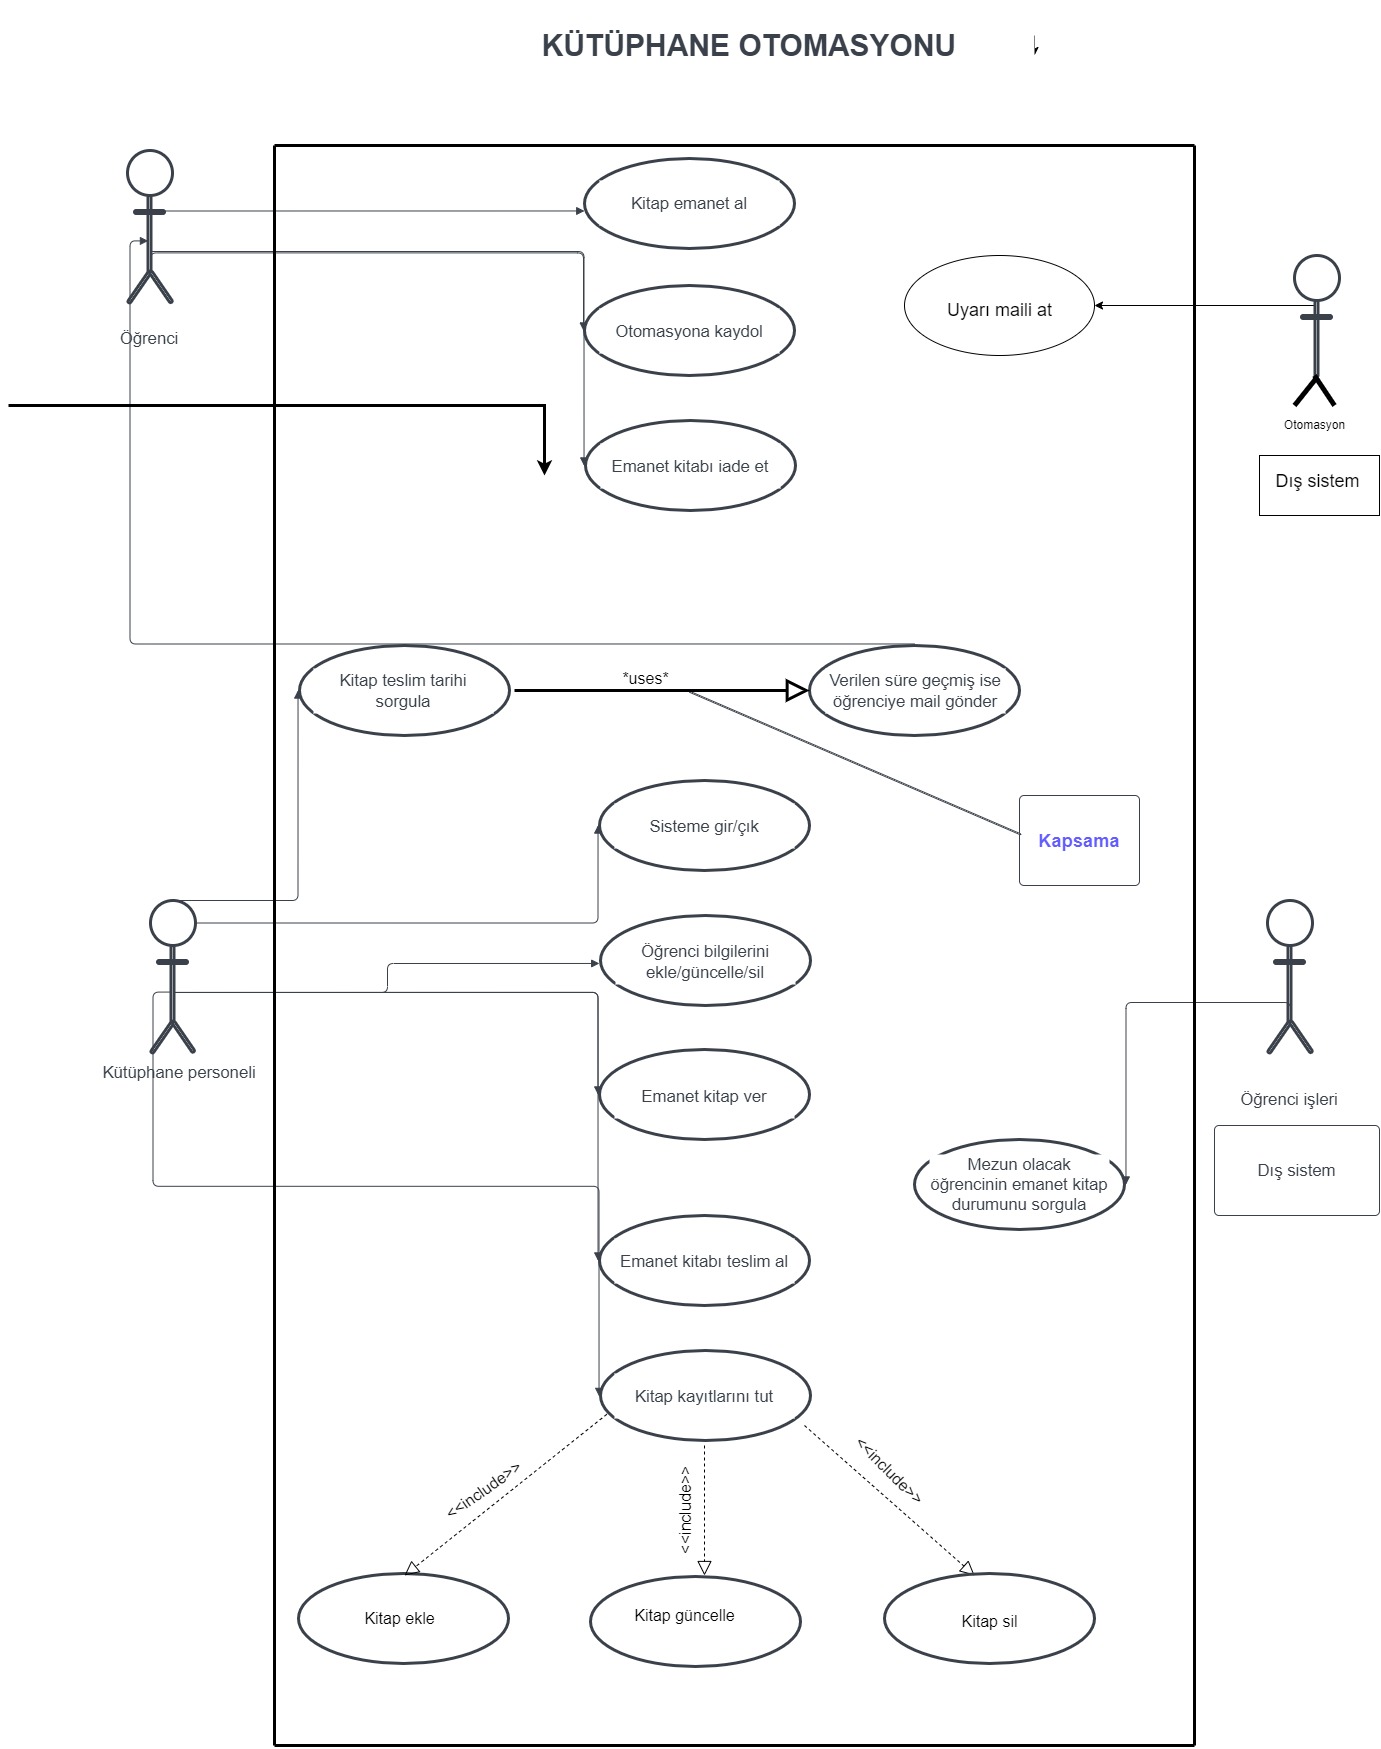 KÜTÜPHANE OTOMASYONU
Kitap emanet al
Uyarı maili at
Otomasyona kaydol
Öğrenci
Otomasyon
Emanet kitabı iade et
Dış sistem
*uses*
Kitap teslim tarihi
sorgula
Verilen süre geçmiş ise
öğrenciye mail gönder
Sisteme gir/çık
Kapsama
Öğrenci bilgilerini
ekle/güncelle/sil
Kütüphane personeli
Emanet kitap ver
Öğrenci işleri
Dış sistem
Mezun olacak
öğrencinin emanet kitap
durumunu sorgula
Emanet kitabı teslim al
Kitap kayıtlarını tut
<<include>>
<<include>>
<<include>>
Kitap ekle
Kitap güncelle
Kitap sil